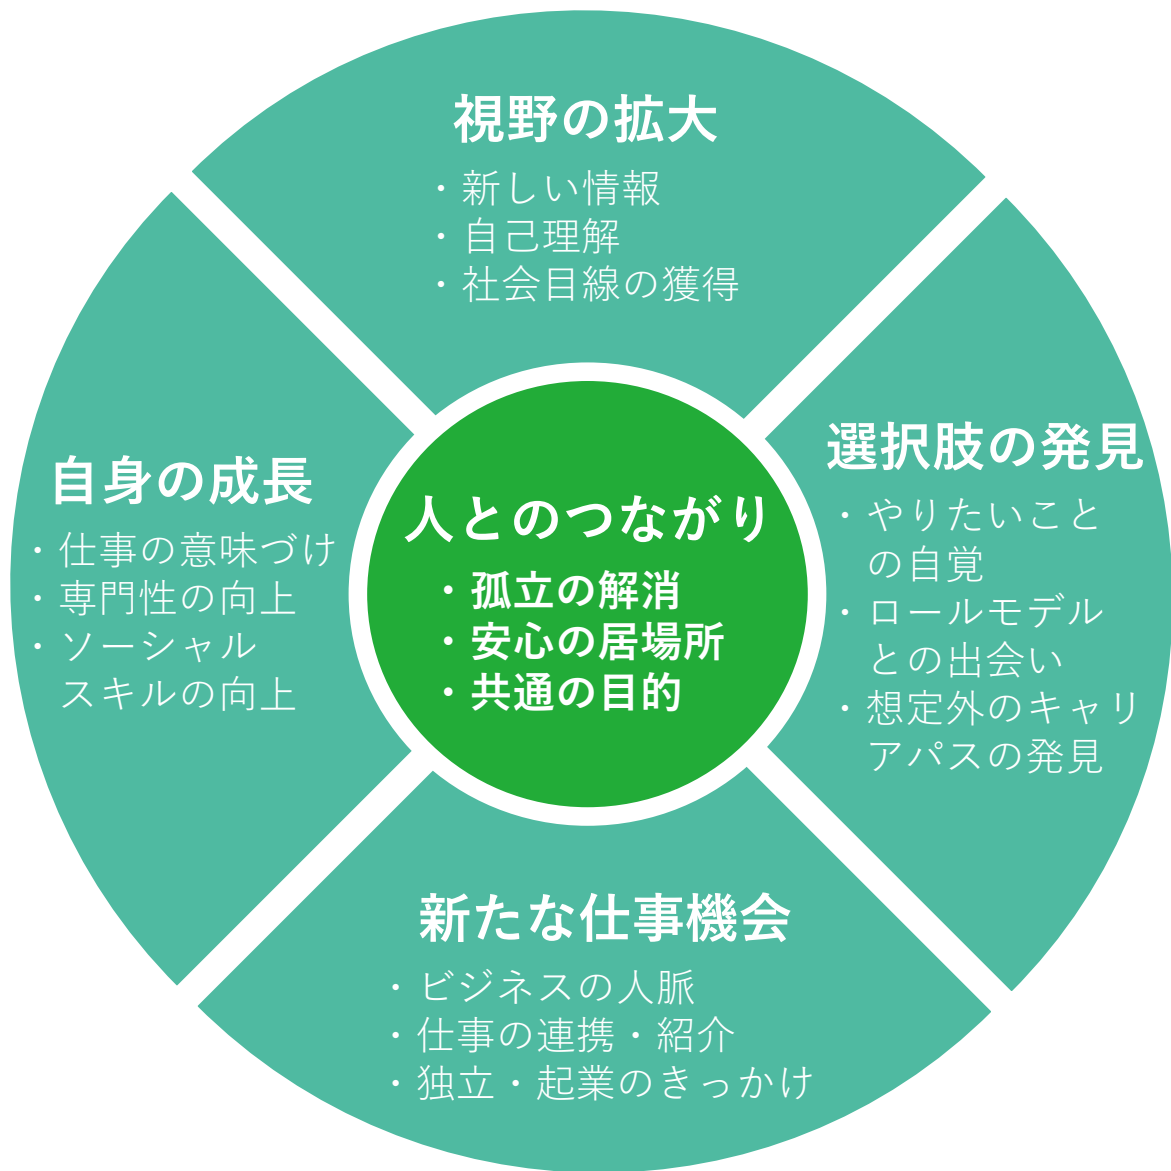 視野の拡大
・新しい情報
・自己理解
・社会目線の獲得
選択肢の発見
・やりたいこと
の自覚
・ロールモデル
との出会い
・想定外のキャリ
アパスの発見
自身の成長
・仕事の意味づけ
・専門性の向上
・ソーシャル
スキルの向上
人とのつながり
・孤立の解消
・安心の居場所
・共通の目的
新たな仕事機会
・ビジネスの人脈
・仕事の連携・紹介
・独立・起業のきっかけ